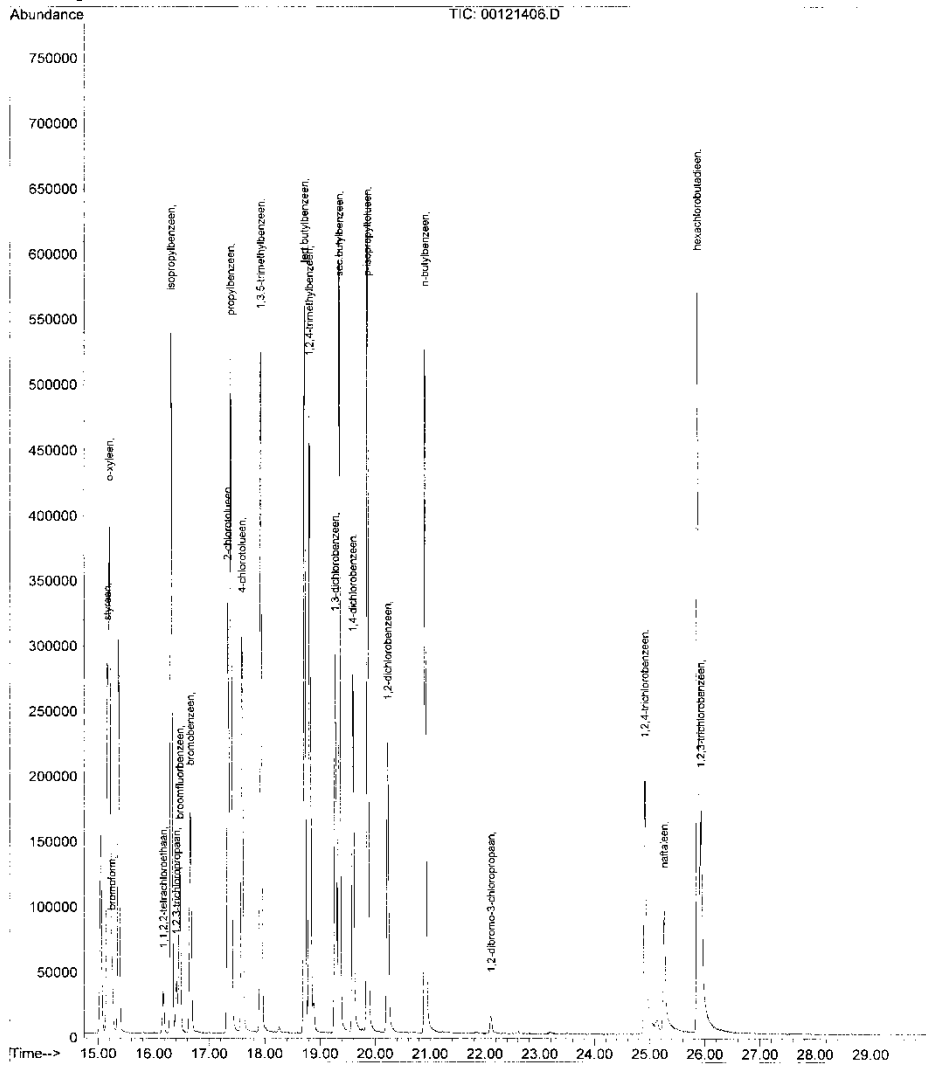 Abundance
TIC: 00121406.D
750000
700000
650000
600000
550000
500000
450000
400000
350000
300000
250000
200000
150000
100000
50000
0
o-xyleen,
styreen,
bromoform,
1,1,2,2-tetrachloroethaan,
isopropylbenzeen,
1,2,3-trichloropropaan,
broomfluorbenzeen,
bromobenzeen,
2-chlorotolueen,
propylbenzeen,
4-chlorotolueen,
1,3,5-trimethylbenzeen,
tert.butylbenzeen,
1,2,4-trimethylbenzeen,
1,3-dichlorobenzeen,
sec.butylbenzeen,
1,4-dichlorobenzeen,
p-isopropyltolueen,
1,2-dichlorobenzeen,
n-butylbenzeen,
1,2-dibromo-3-chloropropaan,
1,2,4-trichlorobenzeen,
naftaleen,
hexachlorobutadieen,
1,2,3-trichlorobenzeen,
Time--> 15.00 16.00 17.00 18.00 19.00 20.00 21.00 22.00 23.00 24.00 25.00 26.00 27.00 28.00 29.00